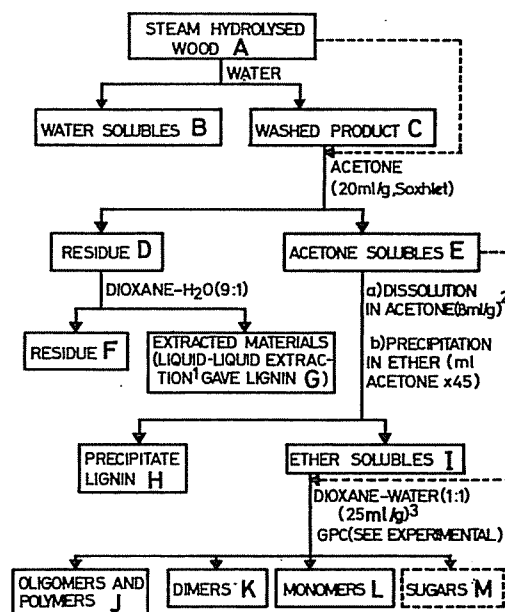 STEAM HYDROLYSED
WOOD A
WATER
WATER SOLUBLES B
WASHED PRODUCT C
ACETONE
(20ml/g,Soxhlet)
RESIDUE D
ACETONE SOLUBLES E
DIOXANE-H₂O(9:1)
a)DISSOLUTION
IN ACETONE(8ml/g)²
RESIDUE F
EXTRACTED MATERIALS
(LIQUID-LIQUID EXTRAC-
TION¹ GAVE LIGNIN G)
b)PRECIPITATION
IN ETHER (ml
ACETONE x45)
PRECIPITATE
LIGNIN H
ETHER SOLUBLES I
DIOXANE-WATER(1:1)
(25ml/g)³
GPC(SEE EXPERIMENTAL)
OLIGOMERS AND
POLYMERS J
DIMERS K
MONOMERS L
SUGARS M